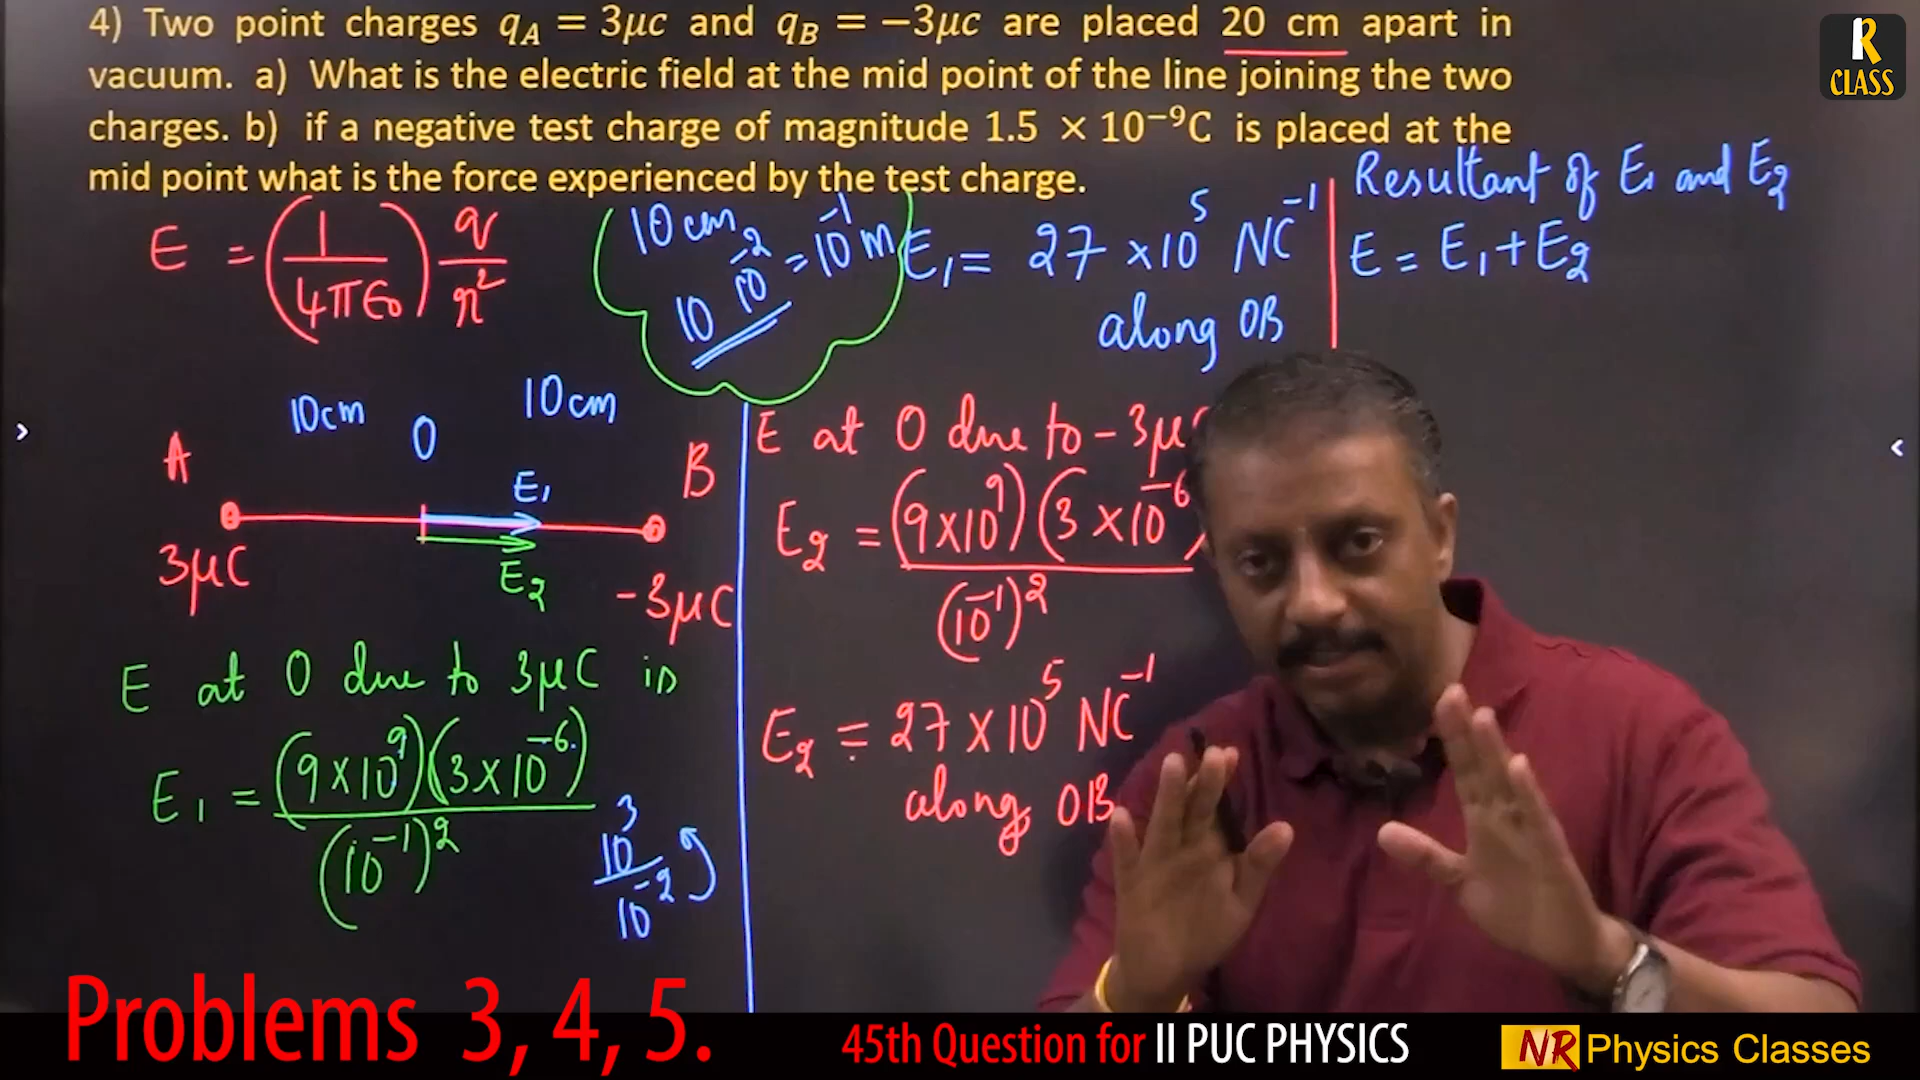 4) Two point charges qA = 3μc and qB = −3μc are placed 20 cm apart in
vacuum. a) What is the electric field at the mid point of the line joining the two
charges. b) if a negative test charge of magnitude 1.5 × 10⁻⁹C is placed at the
mid point what is the force experienced by the test charge.
R
CLASS
E = (1/4πϵ₀) q/r²
10cm
10 10⁻² = 10⁻¹m
E₁ = 27 ×10⁵ NC⁻¹
along OB
Resultant of E₁ and E₂
E = E₁ + E₂
10cm O 10cm
A E₁ B
3μC E₂ -3μC
E at O due to 3μC is
E₁ = (9×10⁹)(3×10⁻⁶)/(10⁻¹)²
10³/10⁻²
E at O due to -3μC
E₂ = (9×10⁹)(3×10⁻⁶)/(10⁻¹)²
E₂ = 27 × 10⁵ NC⁻¹
along OB
Problems 3, 4, 5.
45th Question for II PUC PHYSICS
NR Physics Classes